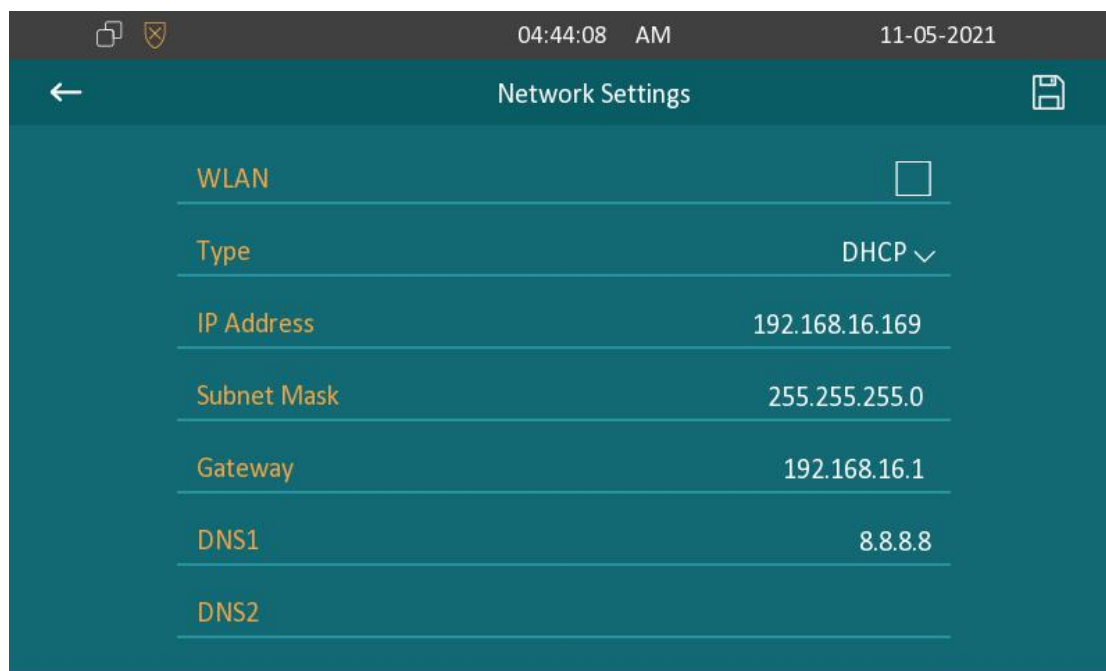 04:44:08 AM 11-05-2021
Network Settings
WLAN
Type DHCP
IP Address 192.168.16.169
Subnet Mask 255.255.255.0
Gateway 192.168.16.1
DNS1 8.8.8.8
DNS2